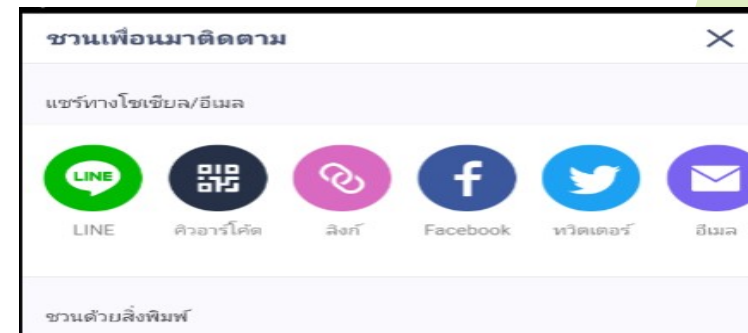 ชวนเพื่อนมาติดตาม
แชร์ทางโซเชียล/อีเมล
LINE
LINE คิวอาร์โค้ด ลิงก์ Facebook ทวิตเตอร์ อีเมล
ชวนด้วยสิ่งพิมพ์